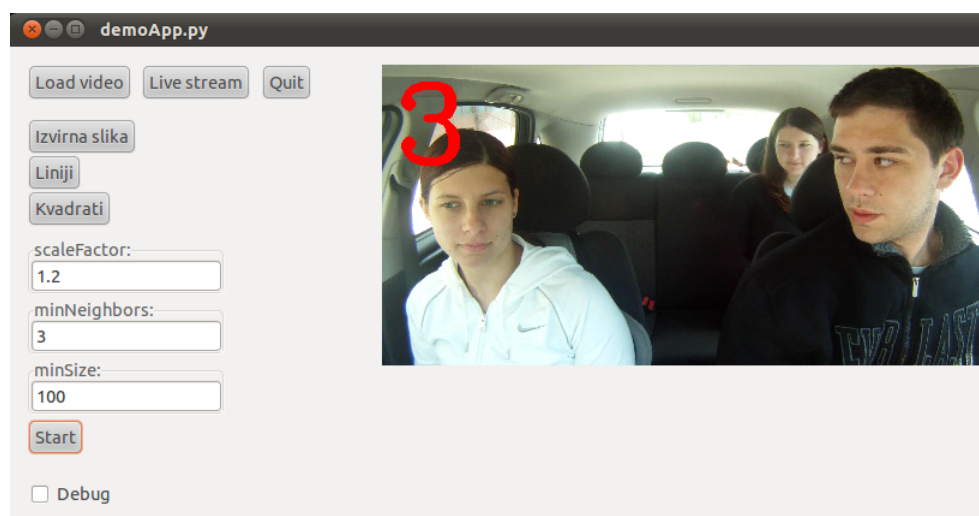 demoApp.py
Load video Live stream Quit
Izvirna slika
Liniji
Kvadrati
scaleFactor:
1.2
minNeighbors:
3
minSize:
100
Start
Debug
3